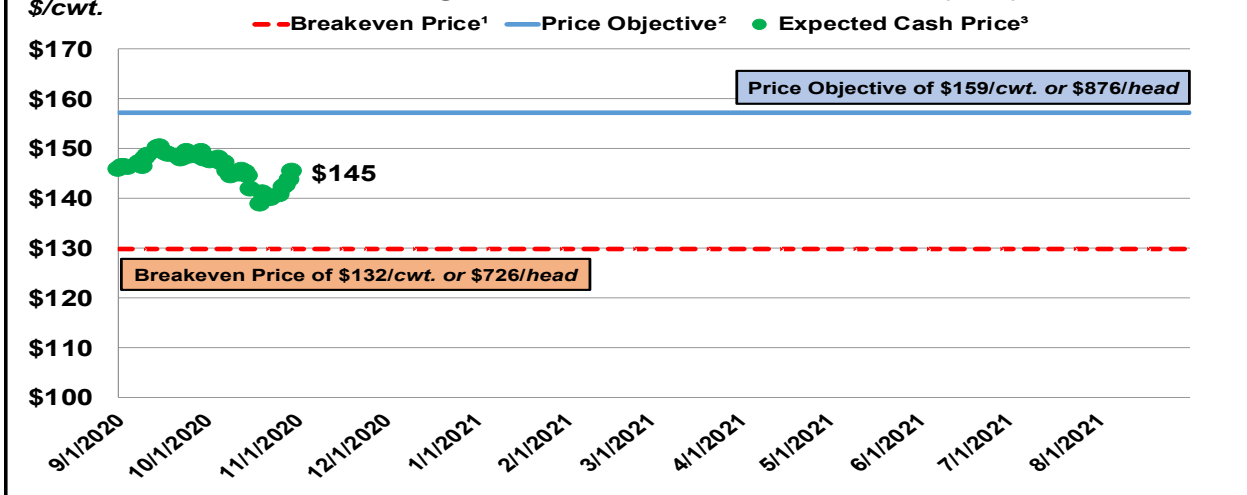 $/cwt.
Breakeven Price¹ Price Objective² Expected Cash Price³
$170
Price Objective of $159/cwt. or $876/head
$160
$150
$145
$140
$130
Breakeven Price of $132/cwt. or $726/head
$120
$110
$100
9/1/2020 10/1/2020 11/1/2020 12/1/2020 1/1/2021 2/1/2021 3/1/2021 4/1/2021 5/1/2021 6/1/2021 7/1/2021 8/1/2021